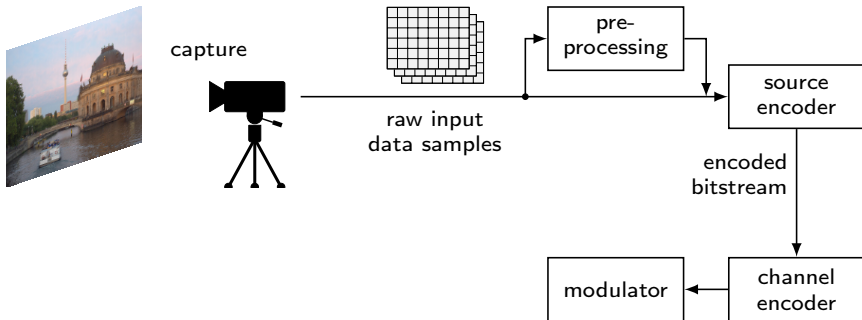 capture
raw input
data samples
pre-
processing
source
encoder
encoded
bitstream
channel
encoder
modulator